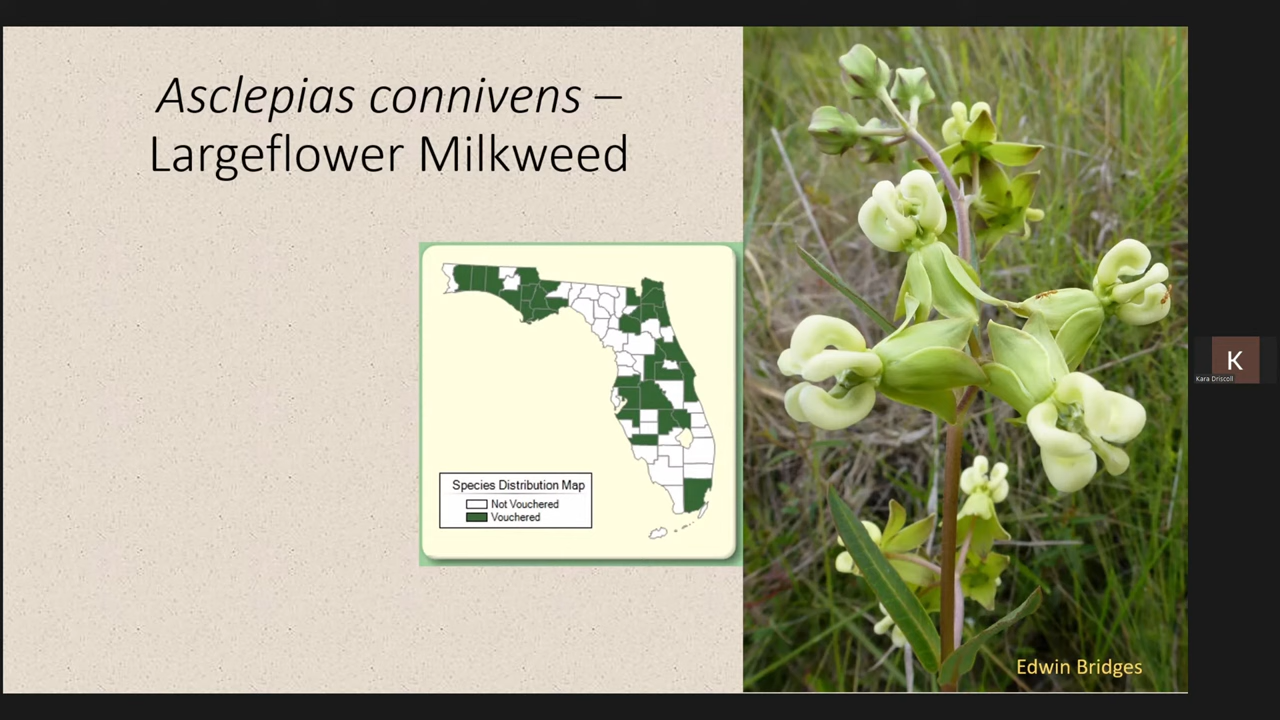 Asclepias connivens –
Largeflower Milkweed
Species Distribution Map
Not Vouchered
Vouchered
Edwin Bridges
K
Kara Driscoll